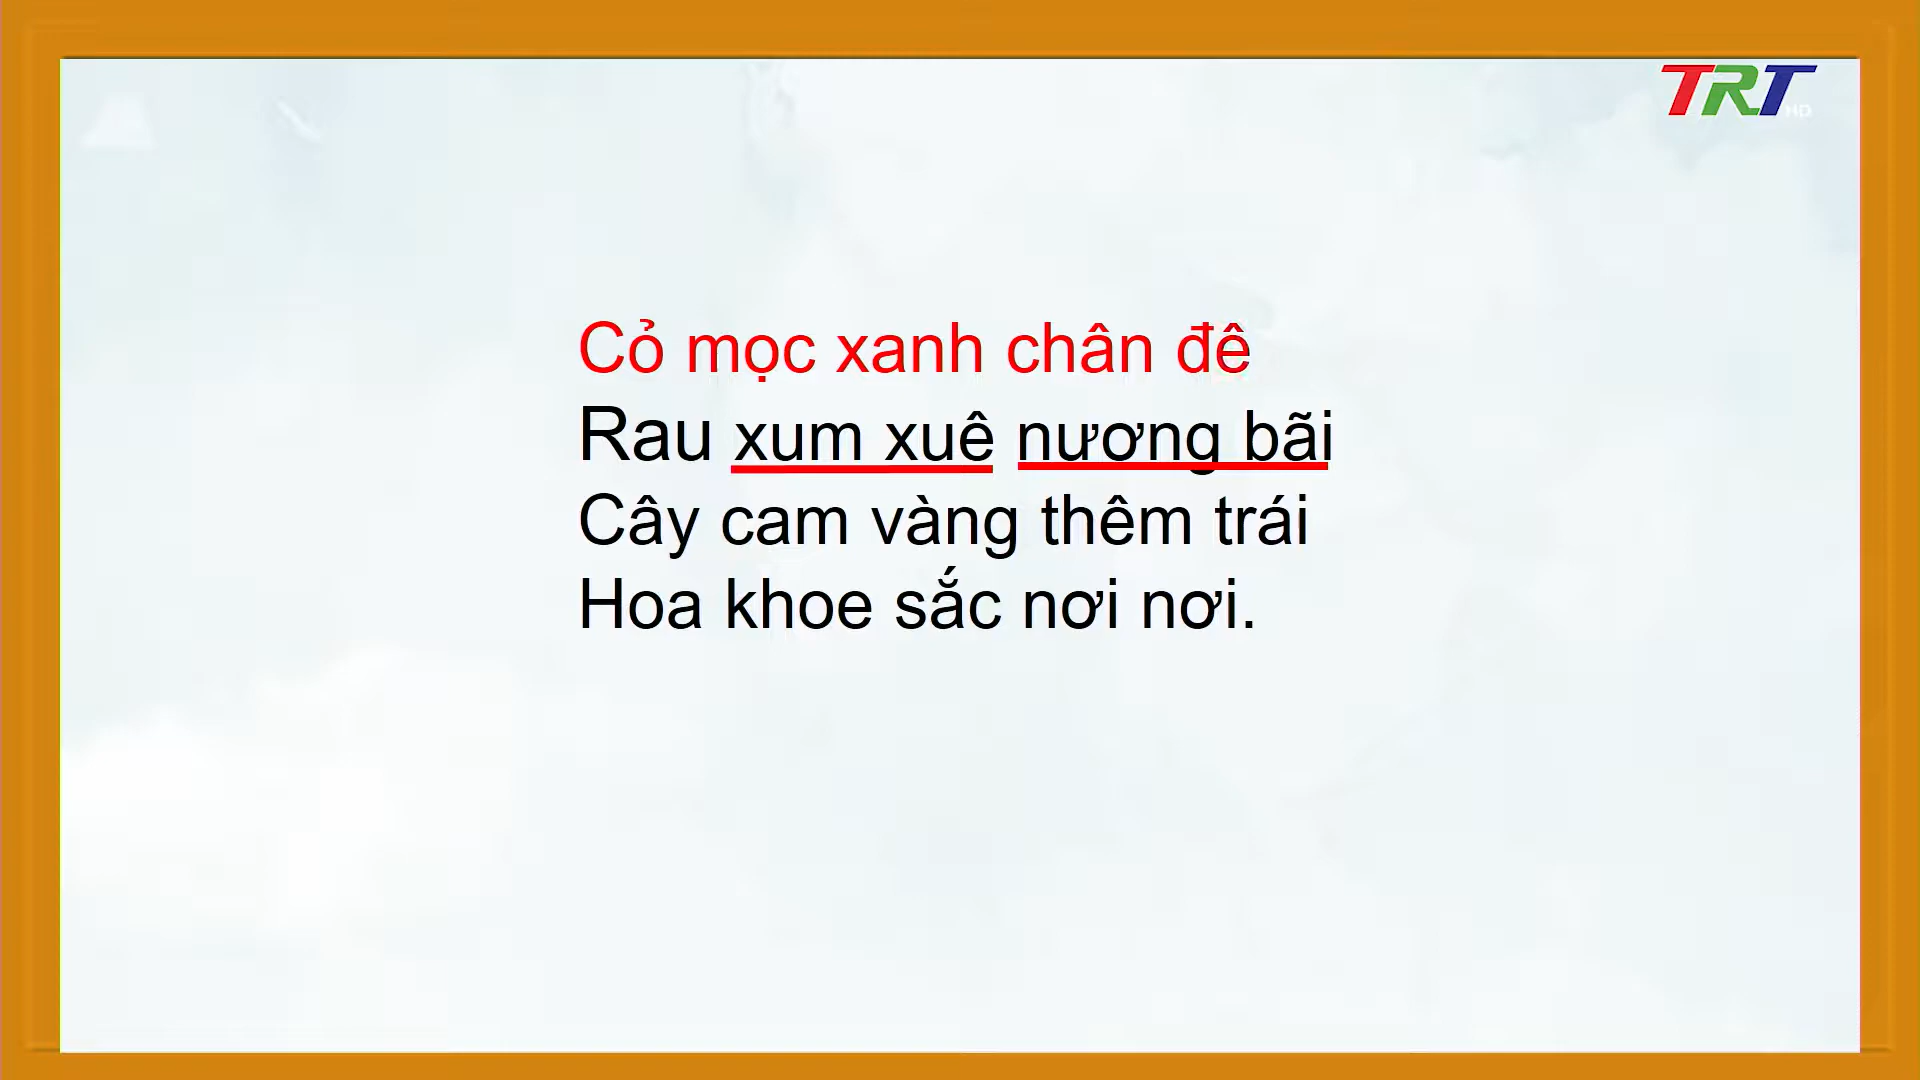 TRT HD
Cỏ mọc xanh chân đê
Rau xum xuê nương bãi
Cây cam vàng thêm trái
Hoa khoe sắc nơi nơi.